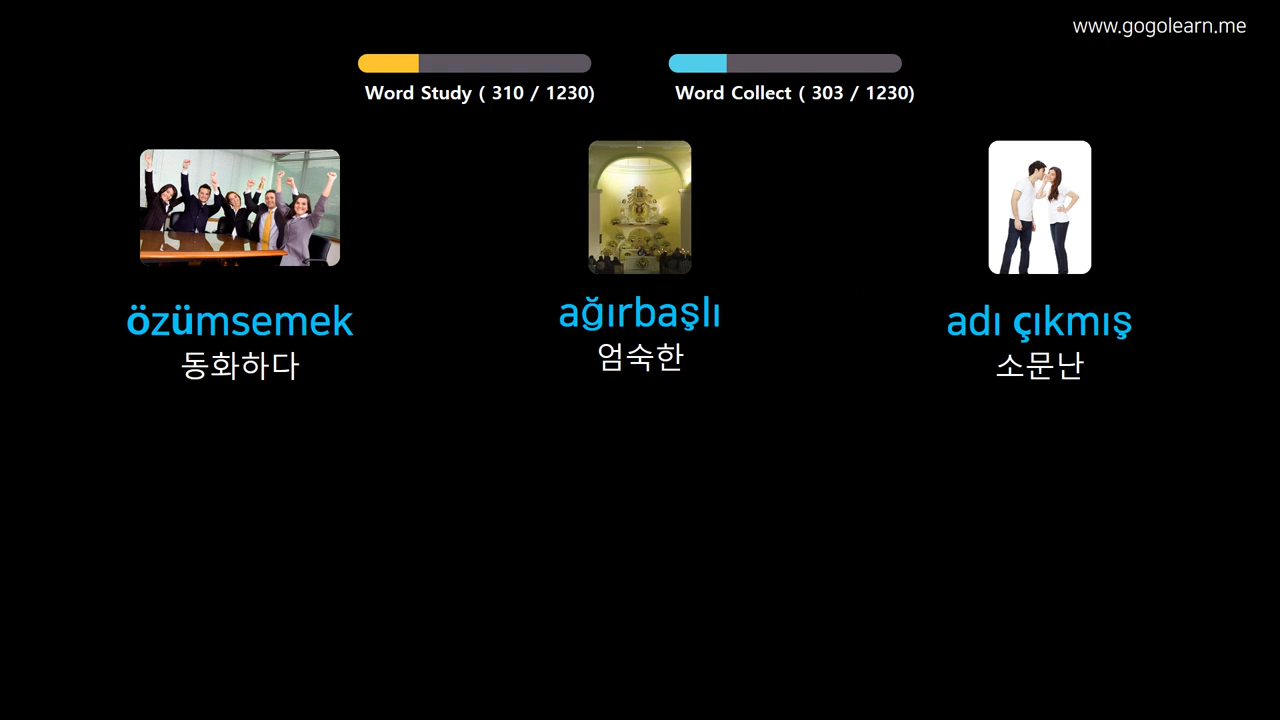 www.gogolearn.me
Word Study ( 310 / 1230)
Word Collect ( 303 / 1230)
özümsemek
동화하다
ağırbaşlı
엄숙한
adı çıkmış
소문난